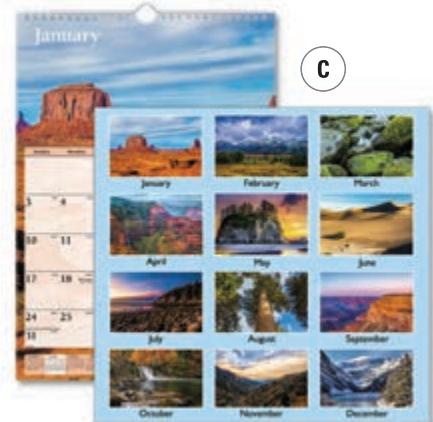 January
C
January February March
3 4
April May June
10 11
17 18
July August September
24 25
31
October November December